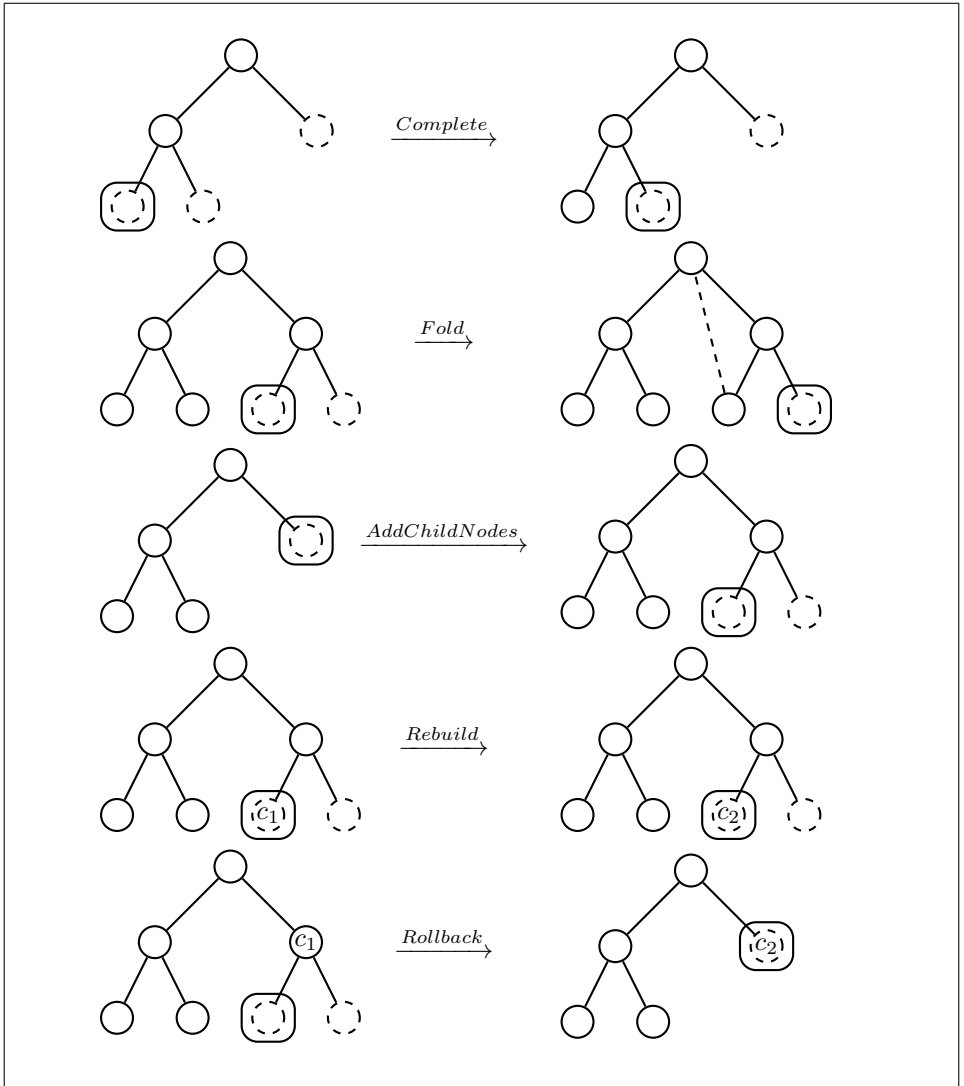 Complete
Fold
AddChildNodes
Rebuild
c₁ c₂
Rollback
c₁ c₂